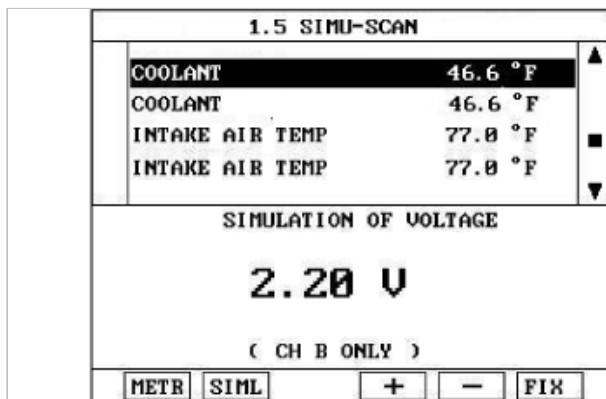 1.5 SIMU-SCAN
COOLANT 46.6 °F
COOLANT 46.6 °F
INTAKE AIR TEMP 77.0 °F
INTAKE AIR TEMP 77.0 °F
SIMULATION OF VOLTAGE
2.20 V
( CH B ONLY )
METR SIML + - FIX